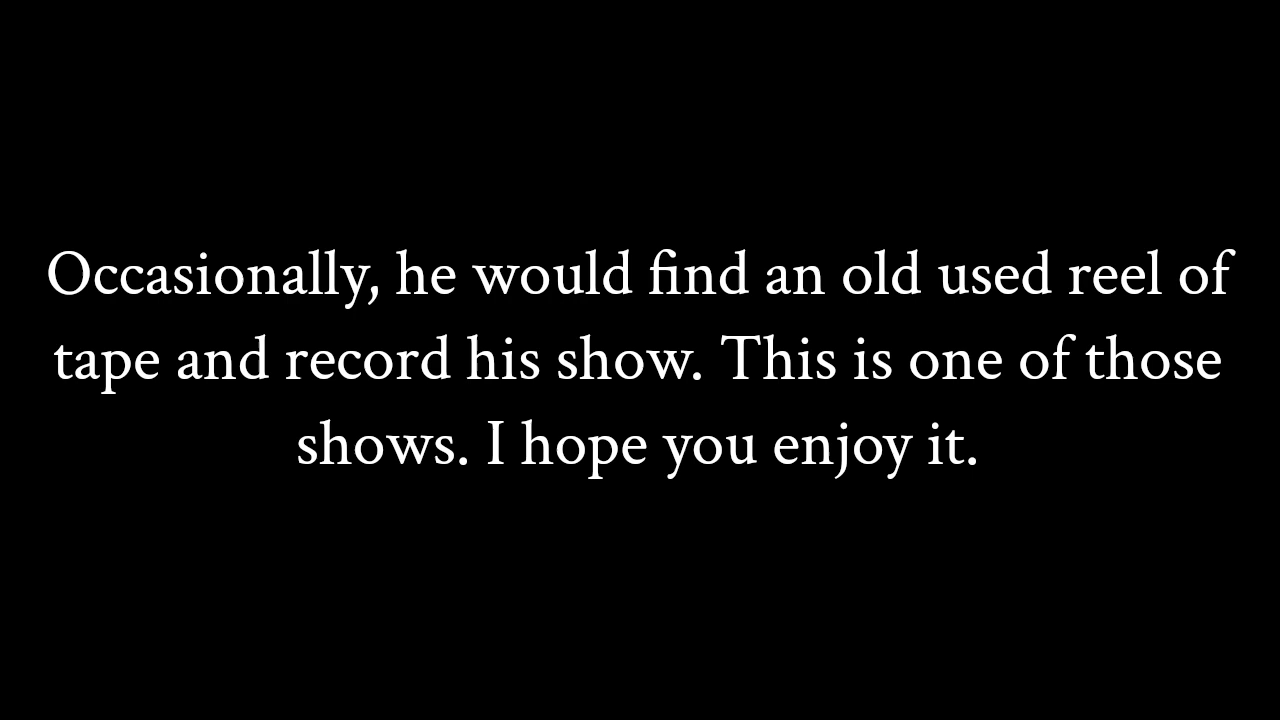 Occasionally, he would find an old used reel of
tape and record his show. This is one of those
shows. I hope you enjoy it.